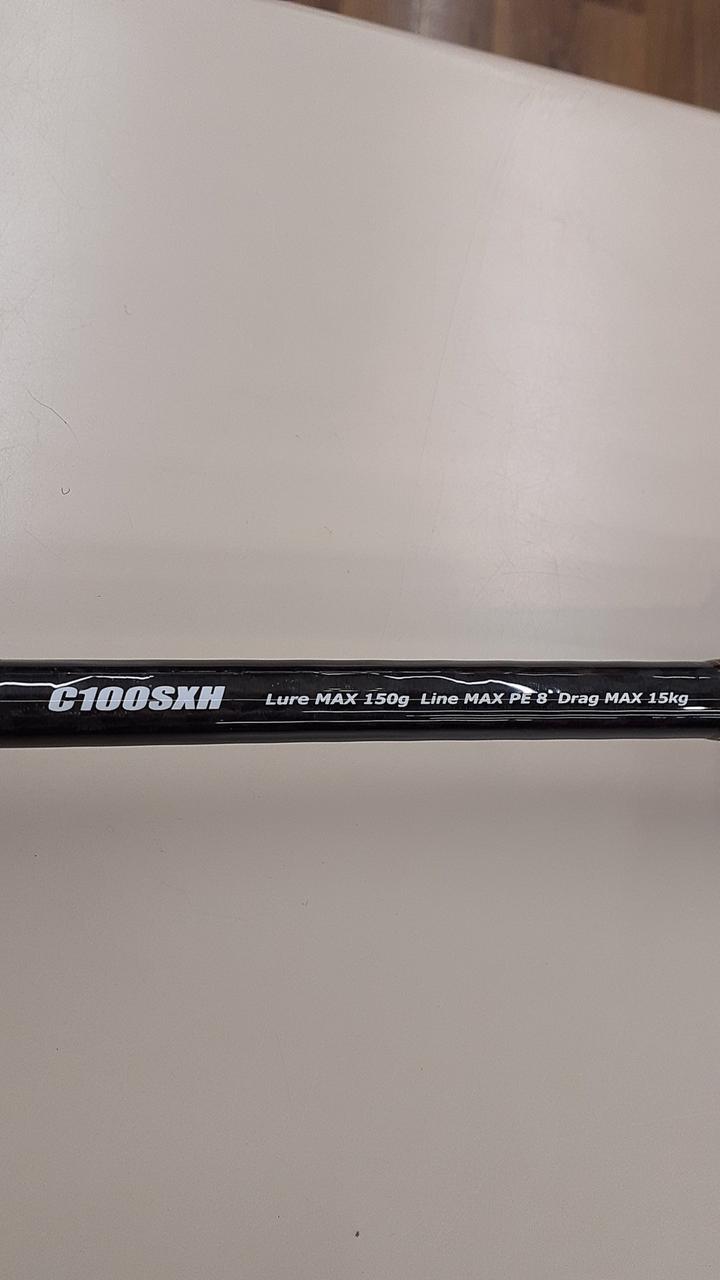 C100SXH Lure MAX 150g Line MAX PE 8 Drag MAX 15kg